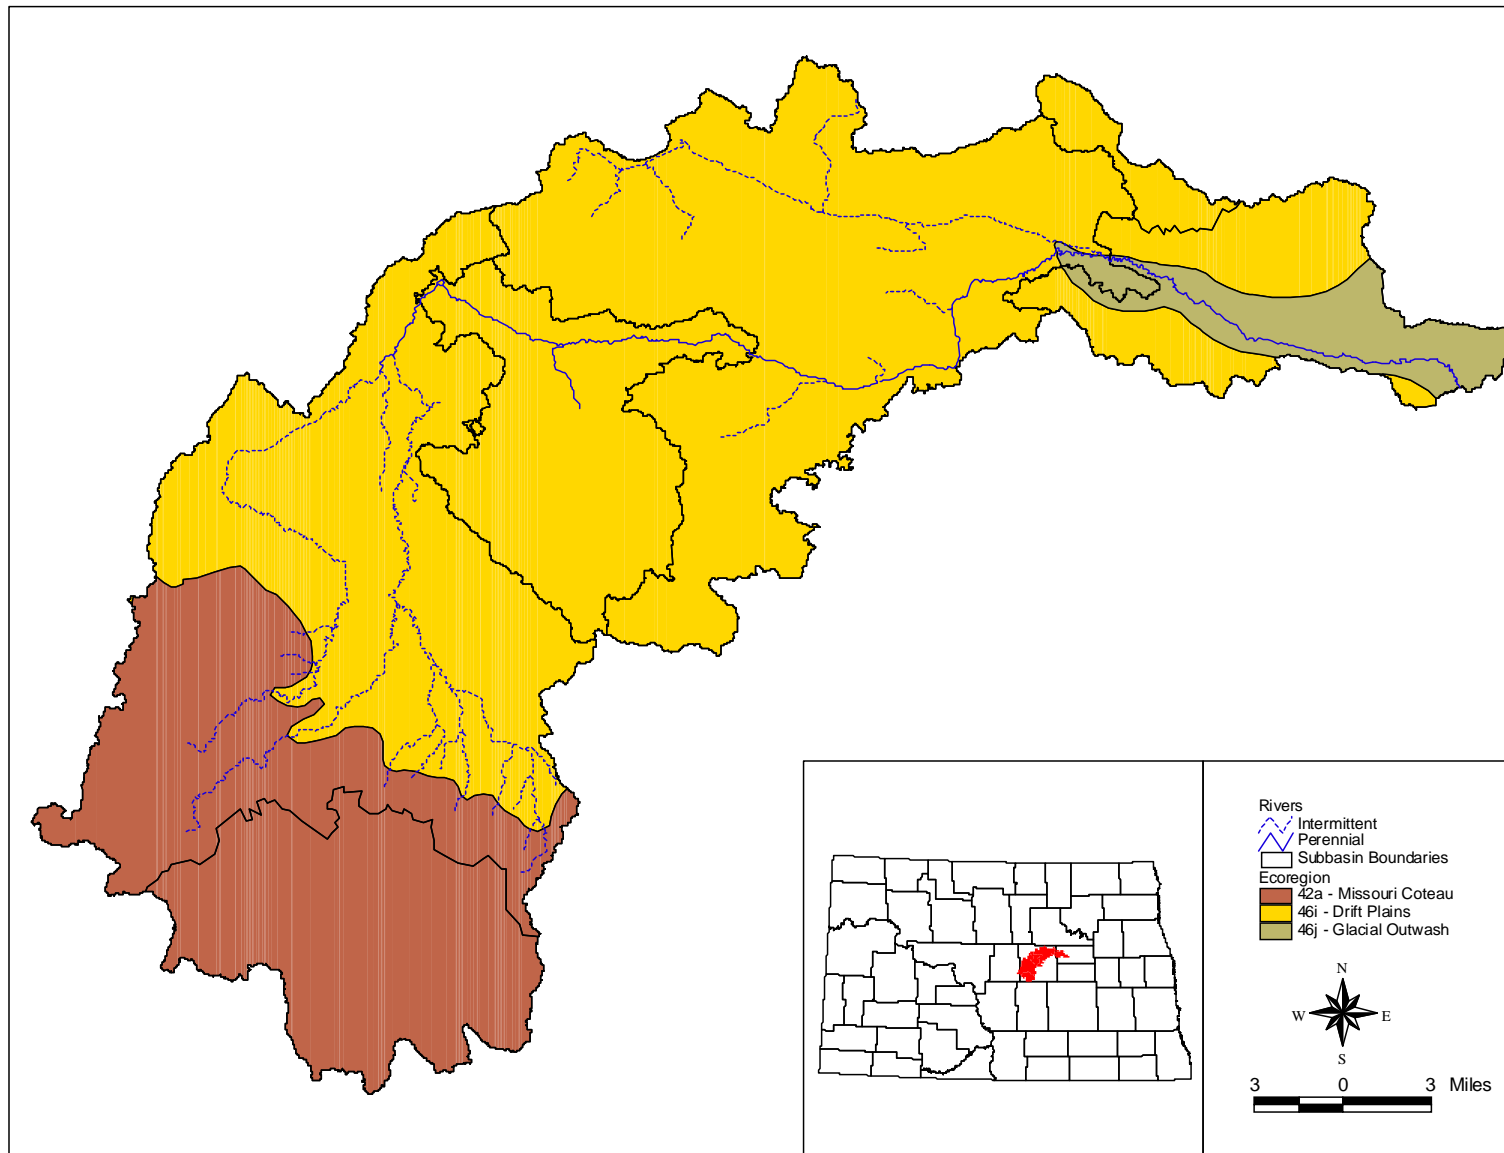 Rivers
Intermittent
Perennial
Subbasin Boundaries
Ecoregion
42a - Missouri Coteau
46i - Drift Plains
46j - Glacial Outwash
N
W E
S
3 0 3 Miles